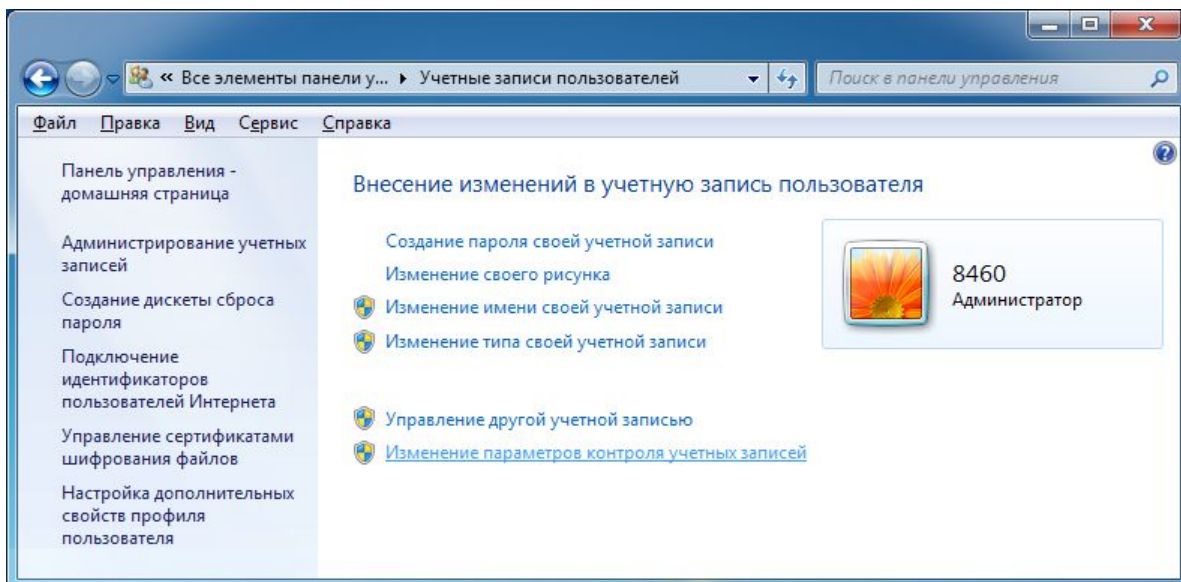 « Все элементы панели у... ▸ Учетные записи пользователей
Поиск в панели управления
Файл Правка Вид Сервис Справка
Панель управления -
домашняя страница
Администрирование учетных
записей
Создание дискеты сброса
пароля
Подключение
идентификаторов
пользователей Интернета
Управление сертификатами
шифрования файлов
Настройка дополнительных
свойств профиля
пользователя
Внесение изменений в учетную запись пользователя
Создание пароля своей учетной записи
Изменение своего рисунка
Изменение имени своей учетной записи
Изменение типа своей учетной записи
Управление другой учетной записью
Изменение параметров контроля учетных записей
8460
Администратор